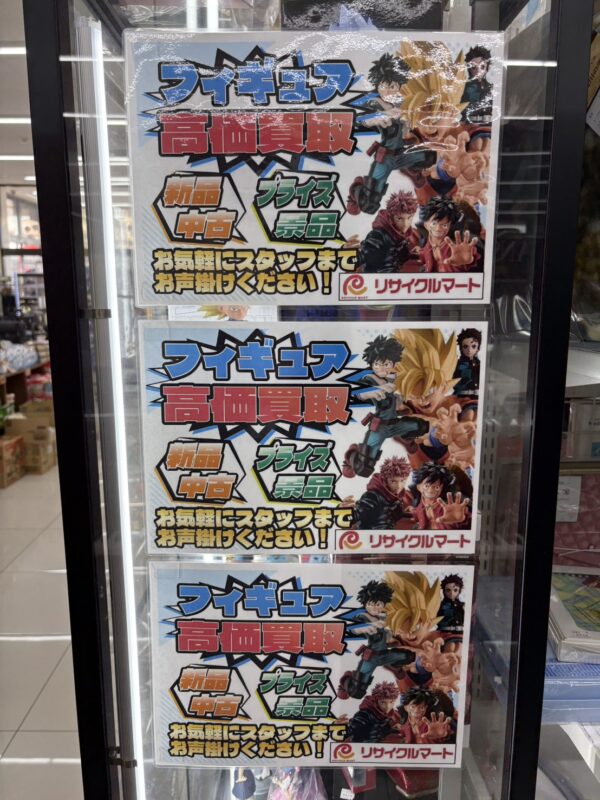 フィギュア
高価買取
新品
中古
プライズ
景品
お気軽にスタッフまで
お声掛けください！
RECYCLE MART
リサイクルマート
フィギュア
高価買取
新品
中古
プライズ
景品
お気軽にスタッフまで
お声掛けください！
リサイクルマート
フィギュア
高価買取
新品
中古
プライズ
景品
お気軽にスタッフまで
お声掛けください！
リサイクルマート